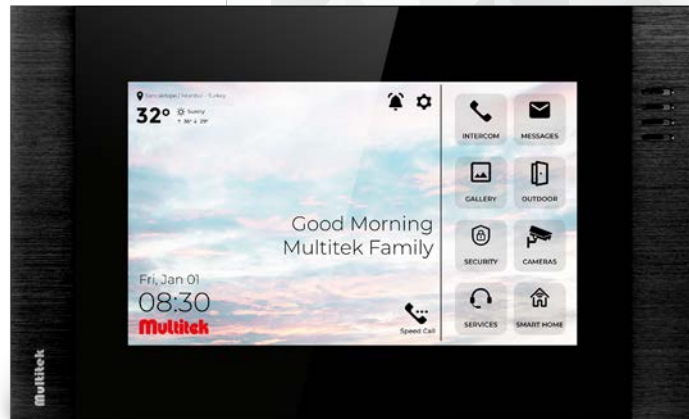 Multitek
32°
Sunny
Good Morning
Multitek Family
Fri, Jan 01
08:30
Multitek
Speed Call
INTERCOM
MESSAGES
GALLERY
OUTDOOR
SECURITY
CAMERAS
SERVICES
SMART HOME
Multitek